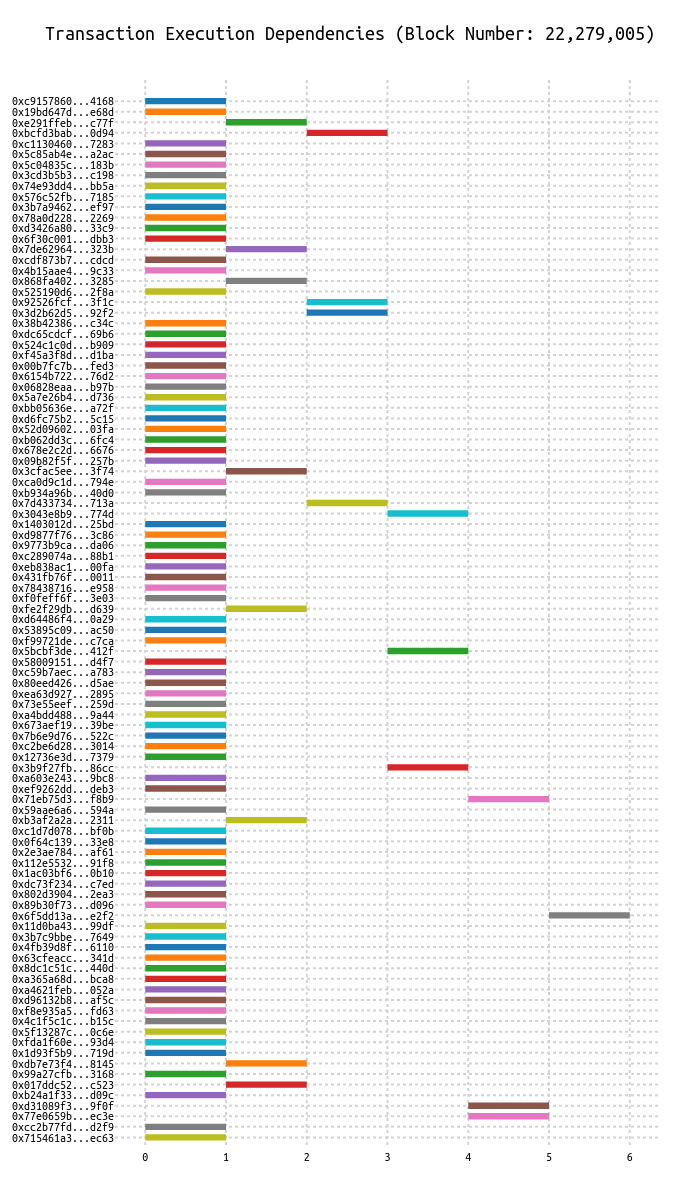 Transaction Execution Dependencies (Block Number: 22,279,005)
0xc9157860...4168
0x19bd647d...e68d
0xe291ffeb...c77f
0xbcfd3bab...0d94
0xc1130460...7283
0x5c85ab4e...a2ac
0x5c04835c...183b
0x3cd3b5b3...c198
0x74e93dd4...bb5a
0x576c52fb...7185
0x3b7a9462...ef97
0x78a0d228...2269
0xd3426a80...33c9
0x6f30c001...dbb3
0x7de62964...323b
0xcdf873b7...cdcd
0x4b15aae4...9c33
0x868fa402...3285
0x525190d6...2f8a
0x92526fcf...3f1c
0x3d2b62d5...92f2
0x38b42386...c34c
0xdc65cdcf...69b6
0x524c1c0d...b909
0xf45a3f8d...d1ba
0x00b7fc7b...fed3
0x6154b722...76d2
0x06828eaa...b97b
0x5a7e26b4...d736
0xbb05636e...a72f
0xd6fc75b2...5c15
0x52d09602...03fa
0xb062dd3c...6fc4
0x678e2c2d...6676
0x09b82f5f...257b
0x3cfac5ee...3f74
0xca0d9c1d...794e
0xb934a96b...40d0
0x7d433734...713a
0x3043e8b9...774d
0x1403012d...25bd
0xd9877f76...3c86
0x9773b9ca...da06
0xc289074a...88b1
0xeb838ac1...00fa
0x431fb76f...0011
0x78438716...e958
0xf0feff6f...3e03
0xfe2f29db...d639
0xd64486f4...0a29
0x53895c09...ac50
0xf99721de...c7ca
0x5bcbf3de...412f
0x58009151...d4f7
0xc59b7aec...a783
0x80eed426...d5ae
0xea63d927...2895
0x73e55eef...259d
0xa4bdd488...9a44
0x673aef19...39be
0x7b6e9d76...522c
0xc2be6d28...3014
0x12736e3d...7379
0x3b9f27fb...86cc
0xa603e243...9bc8
0xef9262dd...deb3
0x71eb75d3...f8b9
0x59aae6a6...594a
0xb3af2a2a...2311
0xc1d7d078...bf0b
0x0f64c139...33e8
0x2e3ae784...af61
0x112e5532...91f8
0x1ac03bf6...0b10
0xdc73f234...c7ed
0x802d3904...2ea3
0x89b30f73...d096
0x6f5dd13a...e2f2
0x11d0ba43...99df
0x3b7c9bbe...7649
0x4fb39d8f...6110
0x63cfeacc...341d
0x8dc1c51c...440d
0xa365a68d...bca8
0xa4621feb...052a
0xd96132b8...af5c
0xf8e935a5...fd63
0x4c1f5c1c...b15c
0x5f13287c...0c6e
0xfda1f60e...93d4
0x1d93f5b9...719d
0xdb7e73f4...8145
0x99a27cfb...3168
0x017ddc52...c523
0xb24a1f33...d09c
0xd31089f3...9f0f
0x77e0659b...ec3e
0xcc2b77fd...d2f9
0x715461a3...ec63
0 1 2 3 4 5 6